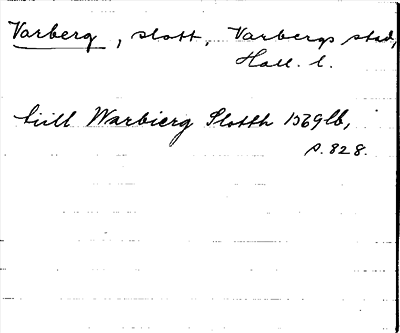 Varberg, slott, Varbergs stad,
Hall. l.
till Warbierg Slotth 1569 lb,
s. 828.